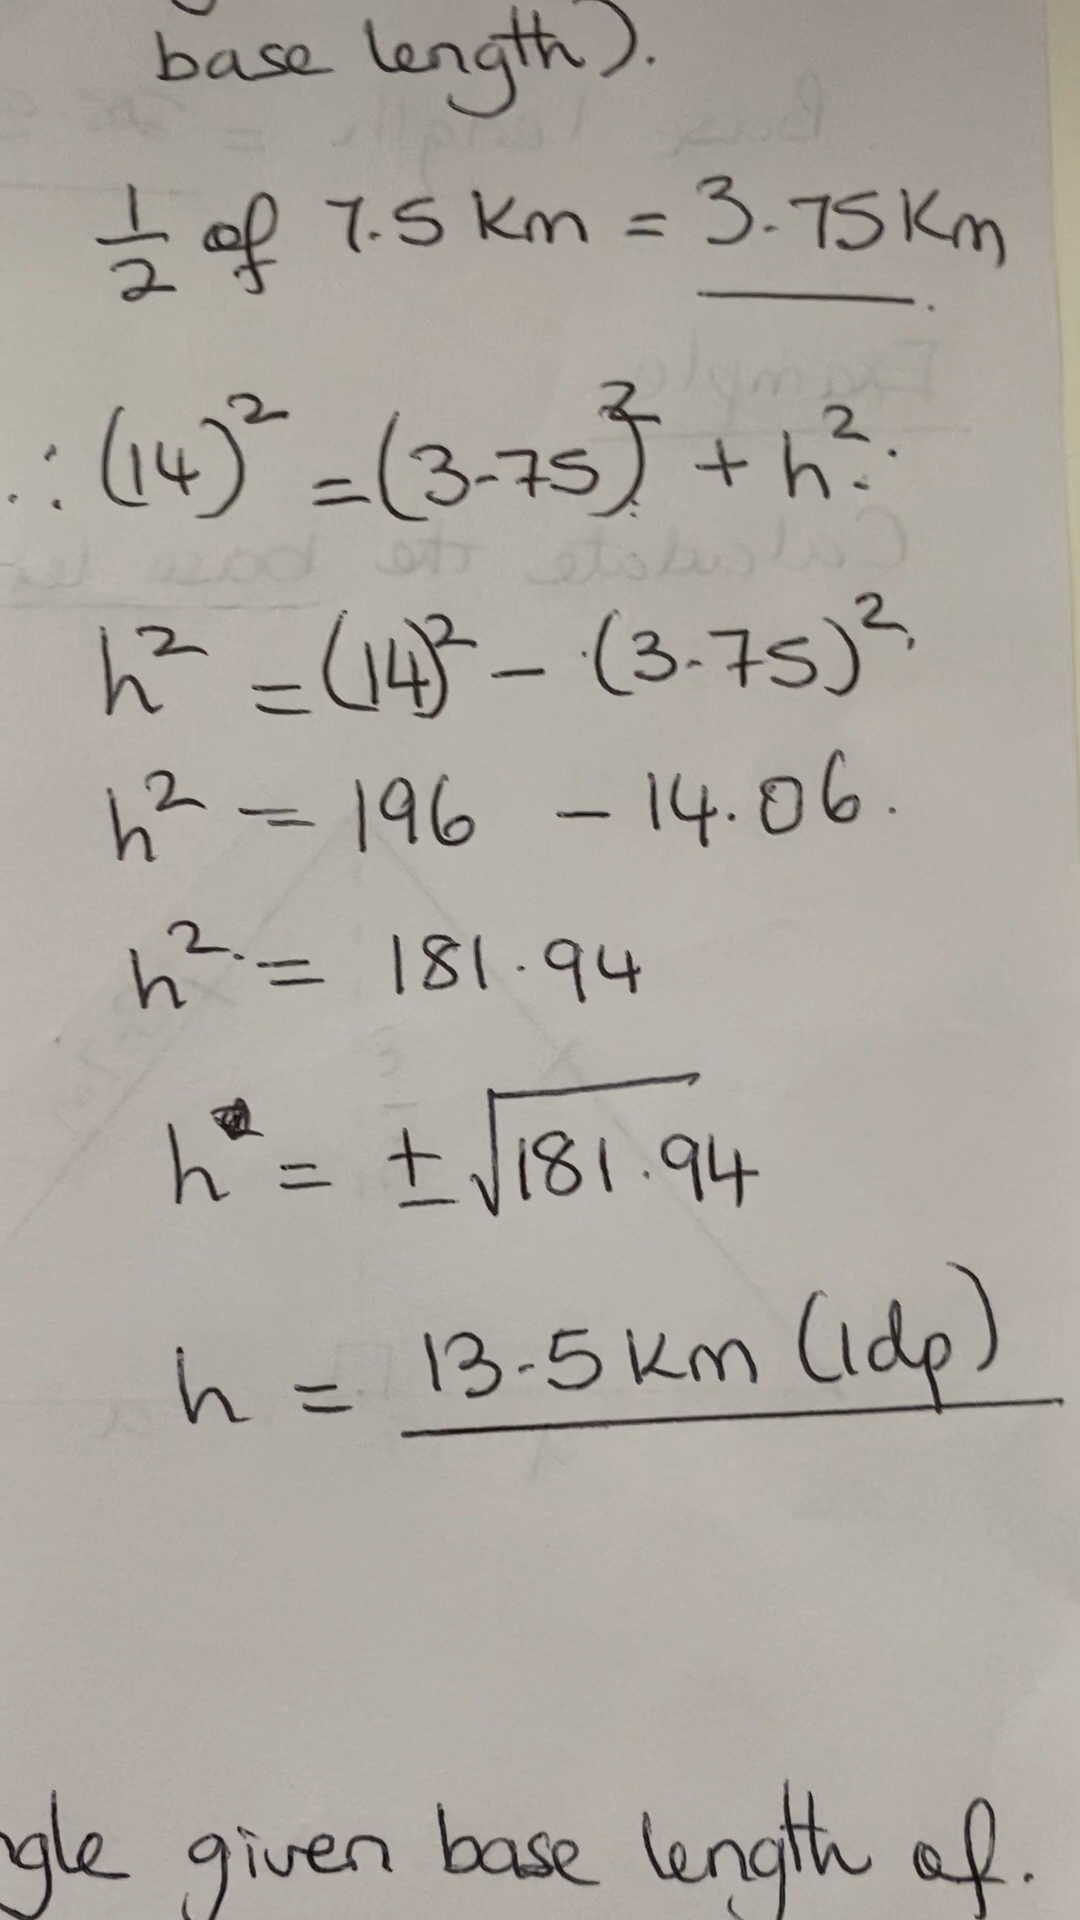 base length).
1/2 of 7.5 km = 3.75 km.
∴ (14)² = (3.75)² + h².
h² = (14)² - (3.75)².
h² = 196 - 14.06.
h² = 181.94
h = ±√181.94
h = 13.5 km (1dp)
given base length of.